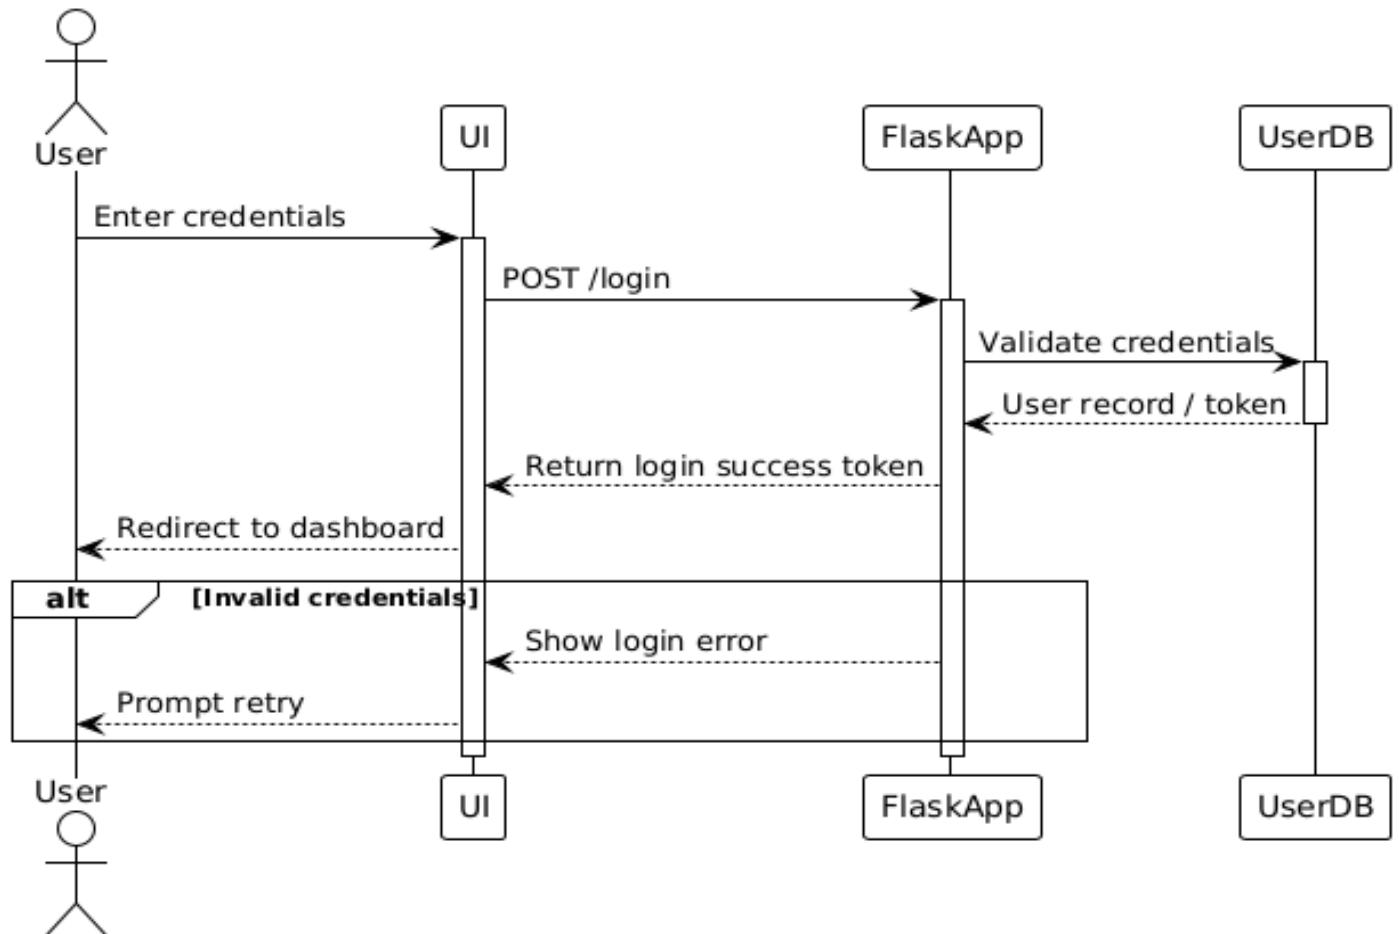 User
UI
FlaskApp
UserDB
Enter credentials
POST /login
Validate credentials
User record / token
Return login success token
Redirect to dashboard
alt [Invalid credentials]
Show login error
Prompt retry
User
UI
FlaskApp
UserDB